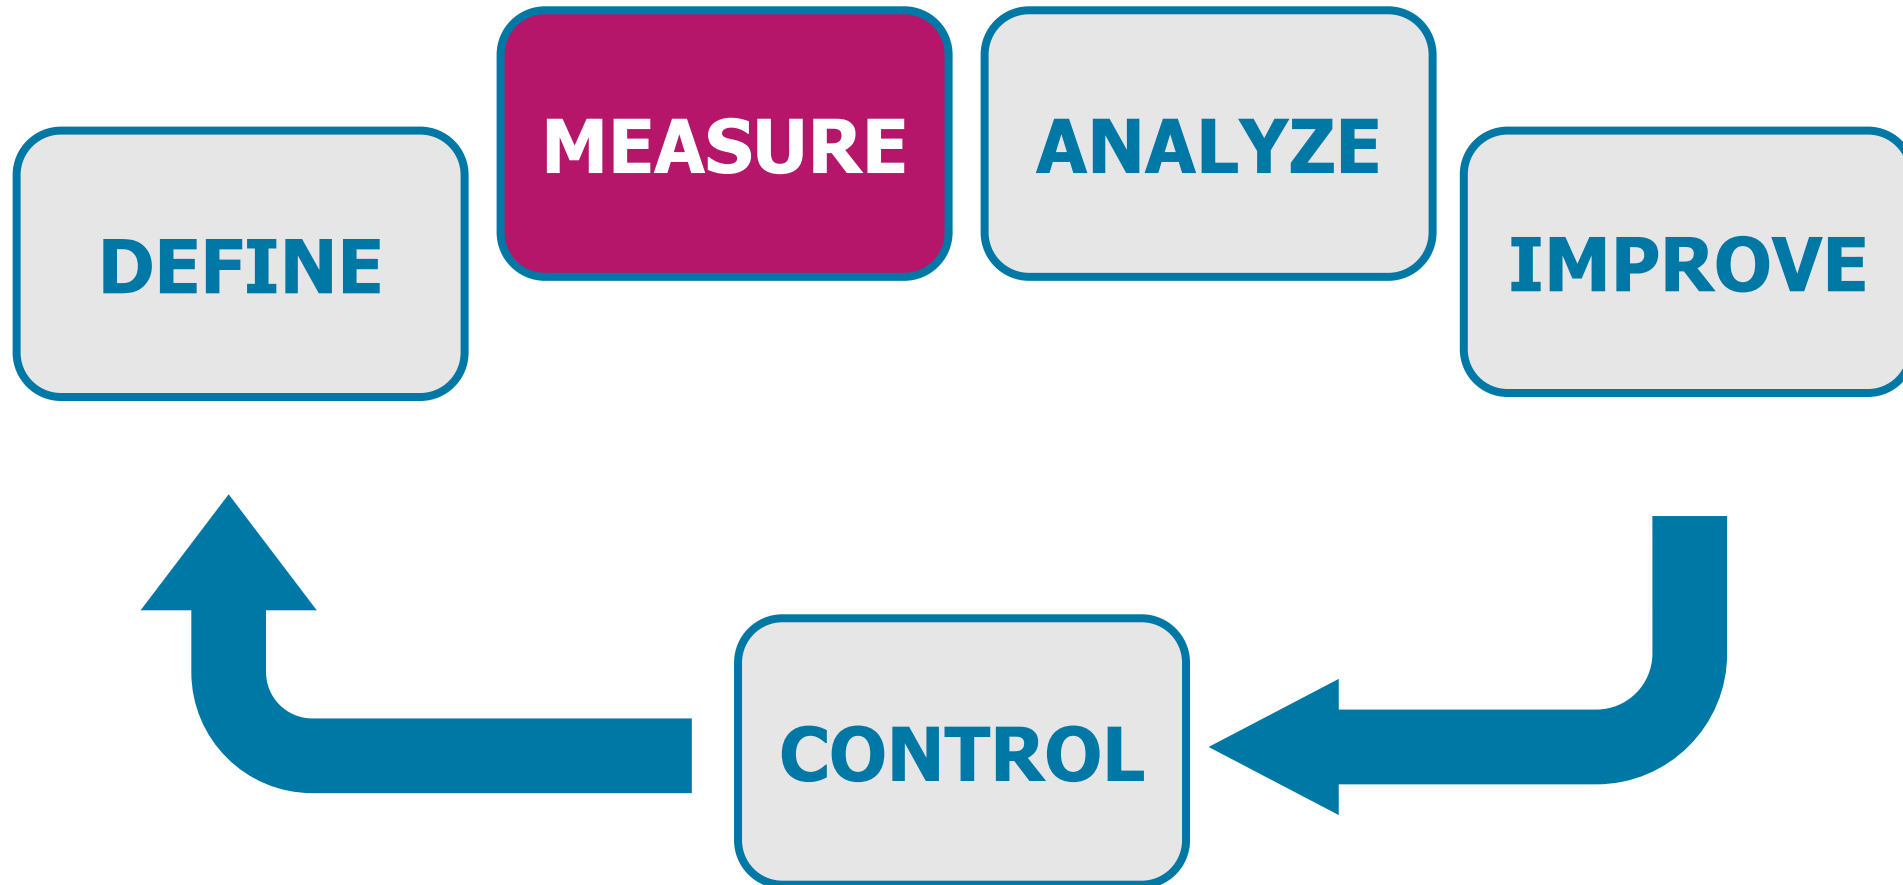 DEFINE
MEASURE
ANALYZE
IMPROVE
CONTROL